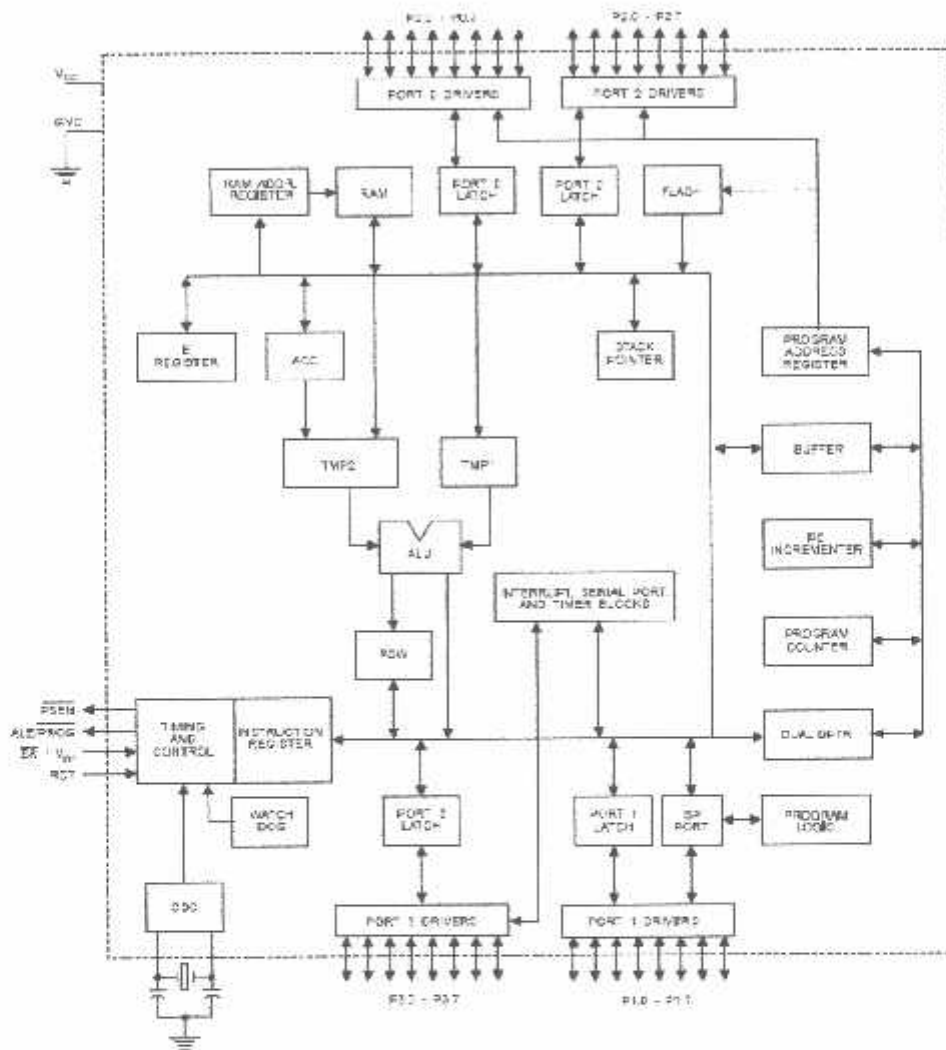 P2.0 - P2.7
V
GND
PORT 0 DRIVERS
PORT 2 DRIVERS
RAM ADDR.
REGISTER
RAM
PORT 0
LATCH
PORT 2
LATCH
FLASH
B
REGISTER
ACC
STACK
POINTER
PROGRAM
ADDRESS
REGISTER
TMP2
TMP1
BUFFER
ALU
PC
INCREMENTER
INTERRUPT, SERIAL PORT,
AND TIMER BLOCKS
PSW
PROGRAM
COUNTER
PSEN
ALE/PROG
EA / V
RST
TIMING
AND
CONTROL
INSTRUCTION
REGISTER
DUAL DPTR
WATCH
DOG
PORT 3
LATCH
PORT 1
LATCH
ISP
PORT
PROGRAM
LOGIC
OSC
PORT 3 DRIVERS
PORT 1 DRIVERS
P3.0 - P3.7
P1.0 - P1.7